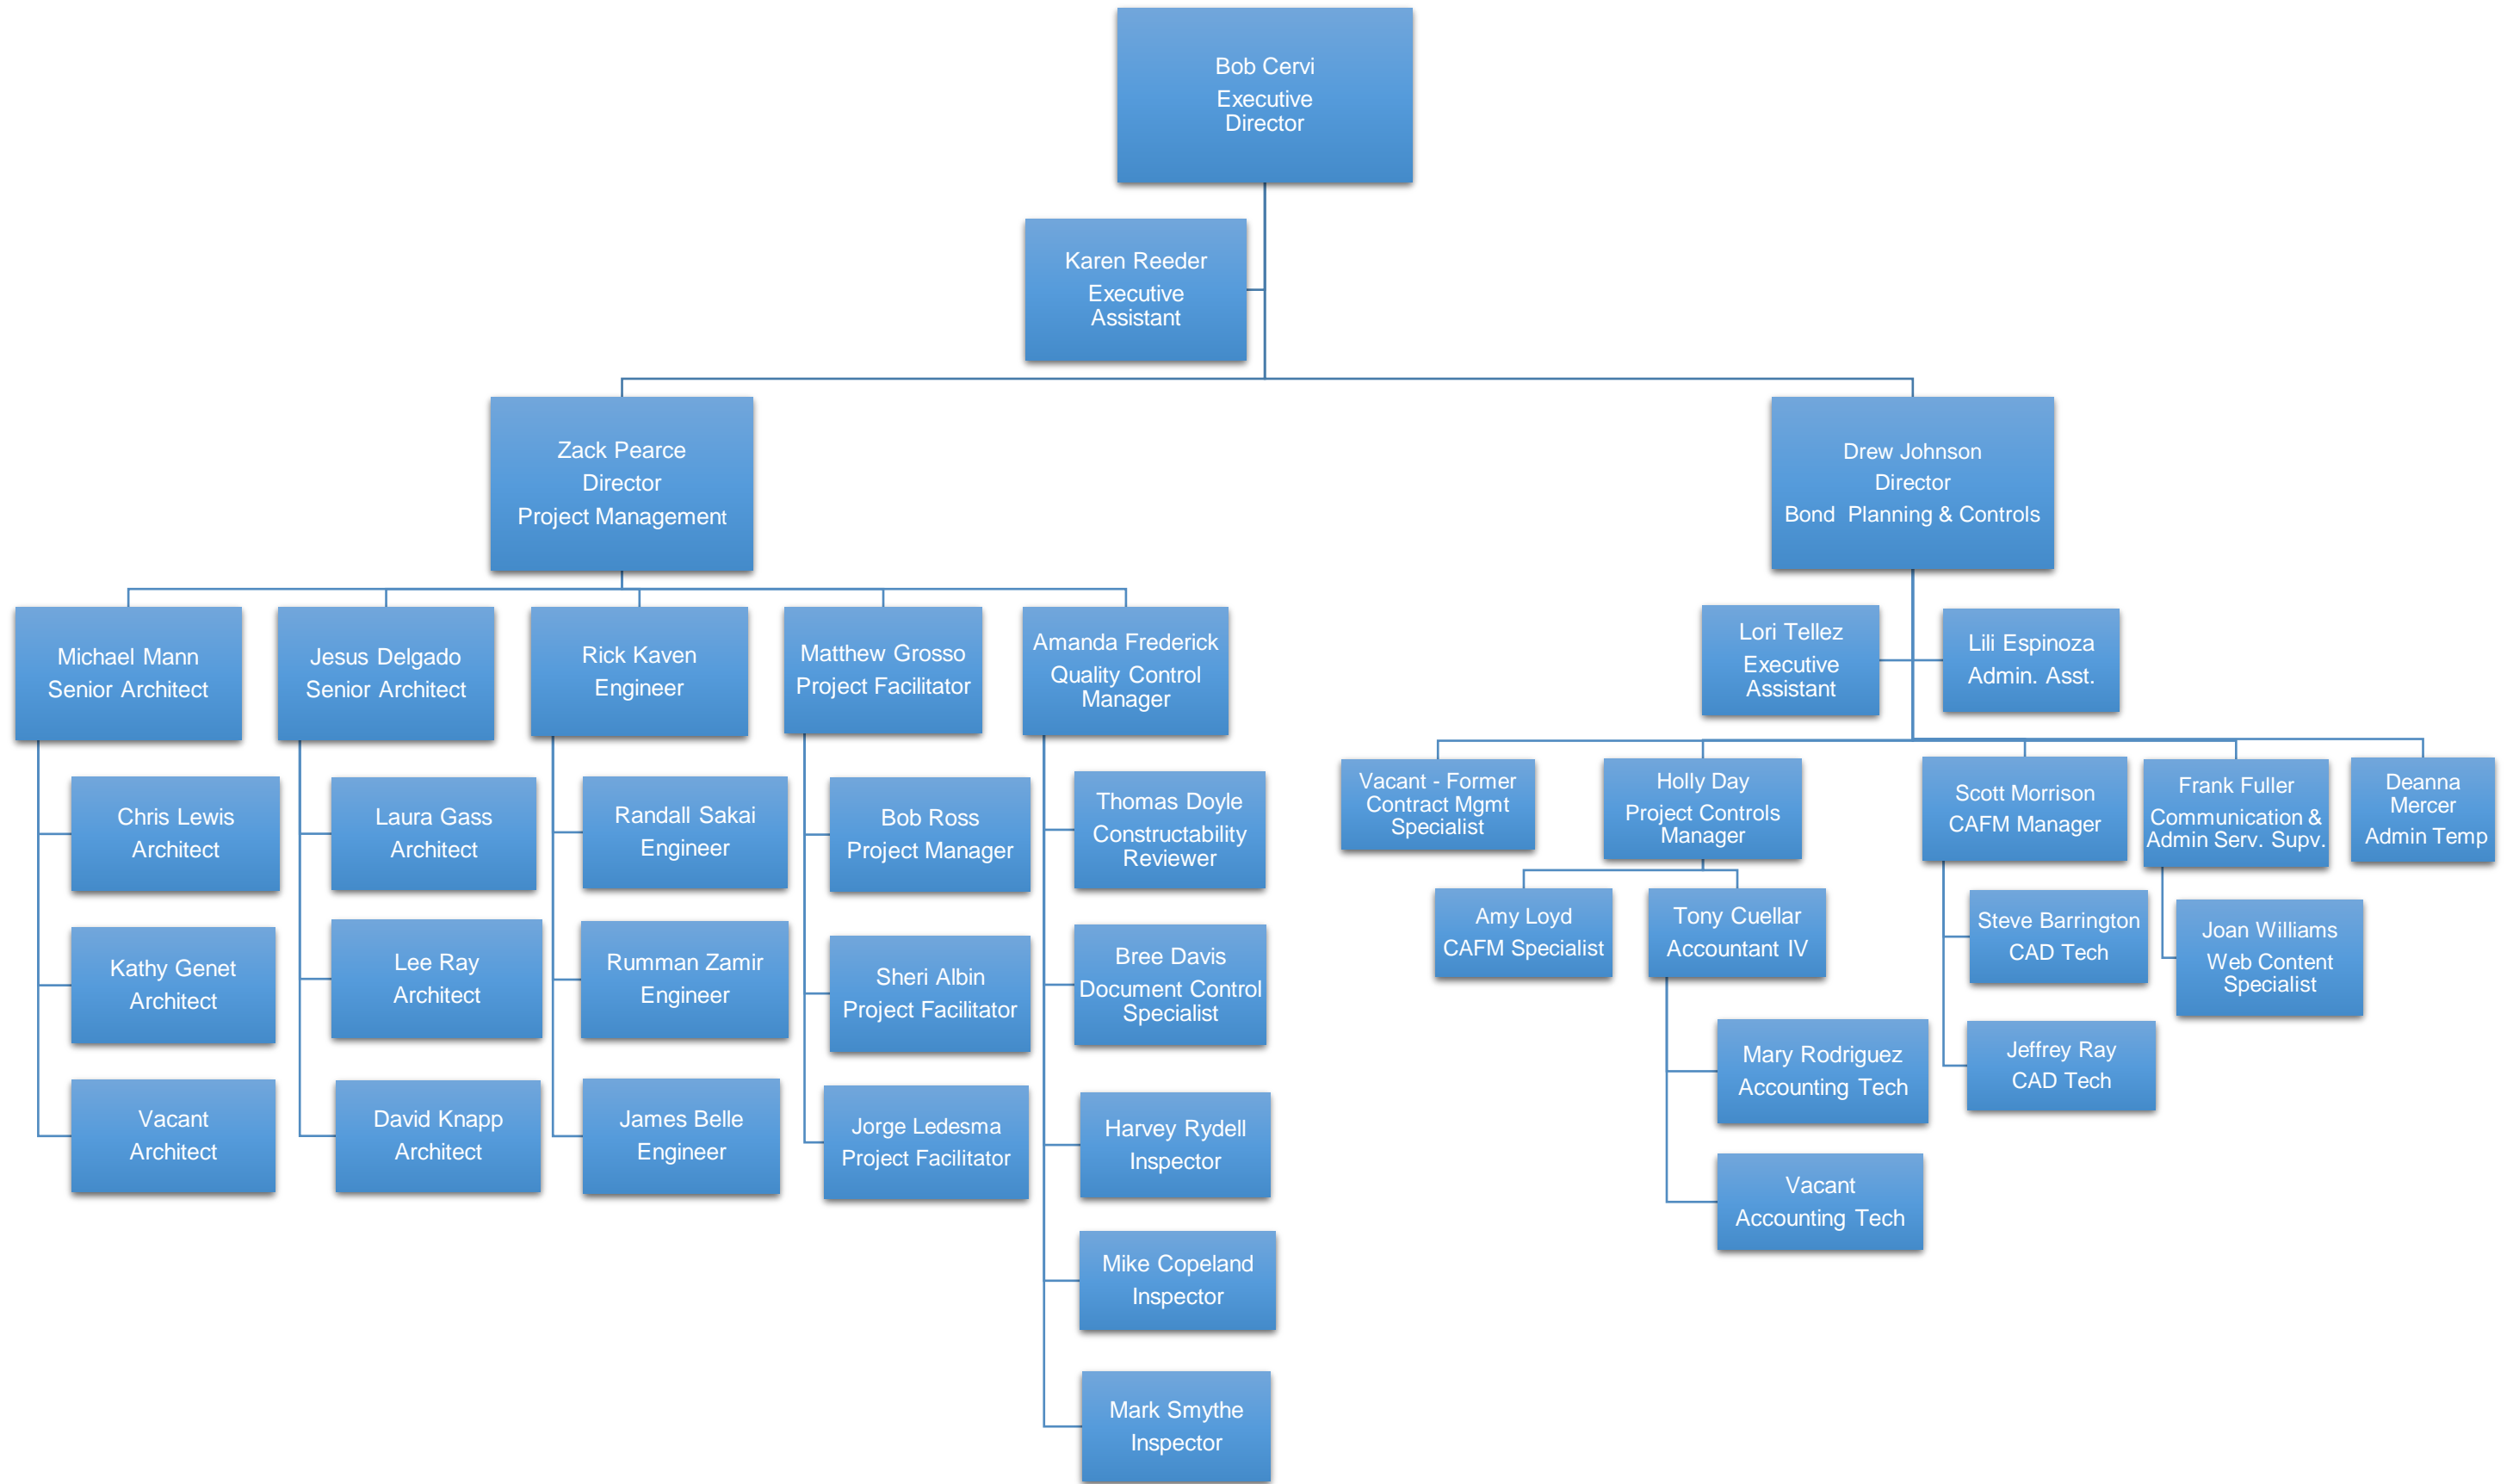 Bob Cervi
Executive
Director
Karen Reeder
Executive
Assistant
Zack Pearce
Director
Project Management
Drew Johnson
Director
Bond Planning & Controls
Michael Mann
Senior Architect
Jesus Delgado
Senior Architect
Rick Kaven
Engineer
Matthew Grosso
Project Facilitator
Amanda Frederick
Quality Control
Manager
Lori Tellez
Executive
Assistant
Lili Espinoza
Admin. Asst.
Chris Lewis
Architect
Kathy Genet
Architect
Vacant
Architect
Laura Gass
Architect
Lee Ray
Architect
David Knapp
Architect
Randall Sakai
Engineer
Rumman Zamir
Engineer
James Belle
Engineer
Bob Ross
Project Manager
Sheri Albin
Project Facilitator
Jorge Ledesma
Project Facilitator
Thomas Doyle
Constructability
Reviewer
Bree Davis
Document Control
Specialist
Harvey Rydell
Inspector
Mike Copeland
Inspector
Mark Smythe
Inspector
Vacant - Former
Contract Mgmt
Specialist
Holly Day
Project Controls
Manager
Scott Morrison
CAFM Manager
Frank Fuller
Communication &
Admin Serv. Supv.
Deanna
Mercer
Admin Temp
Amy Loyd
CAFM Specialist
Tony Cuellar
Accountant IV
Mary Rodriguez
Accounting Tech
Vacant
Accounting Tech
Steve Barrington
CAD Tech
Jeffrey Ray
CAD Tech
Joan Williams
Web Content
Specialist